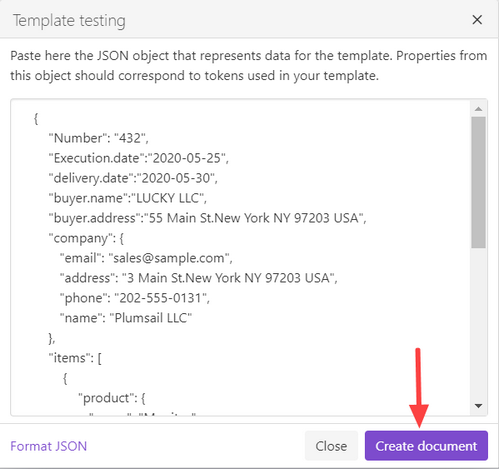 Template testing
Paste here the JSON object that represents data for the template. Properties from
this object should correspond to tokens used in your template.
{
"Number": "432",
"Execution.date":"2020-05-25",
"delivery.date":"2020-05-30",
"buyer.name":"LUCKY LLC",
"buyer.address":"55 Main St.New York NY 97203 USA",
"company": {
"email": "sales@sample.com",
"address": "3 Main St.New York NY 97203 USA",
"phone": "202-555-0131",
"name": "Plumsail LLC"
},
"items": [
{
"product": {
Format JSON
Close
Create document